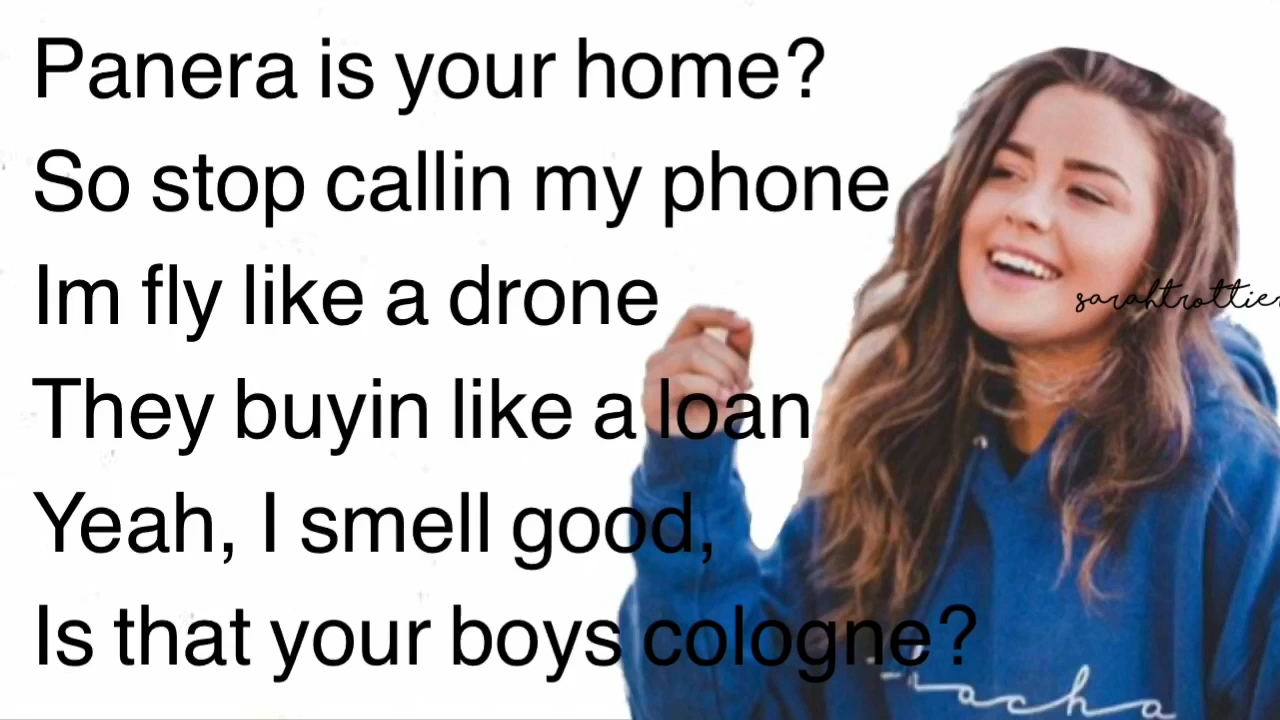 Panera is your home?
So stop callin my phone
Im fly like a drone
They buyin like a loan
Yeah, I smell good,
Is that your boys cologne?
sarahtrottier